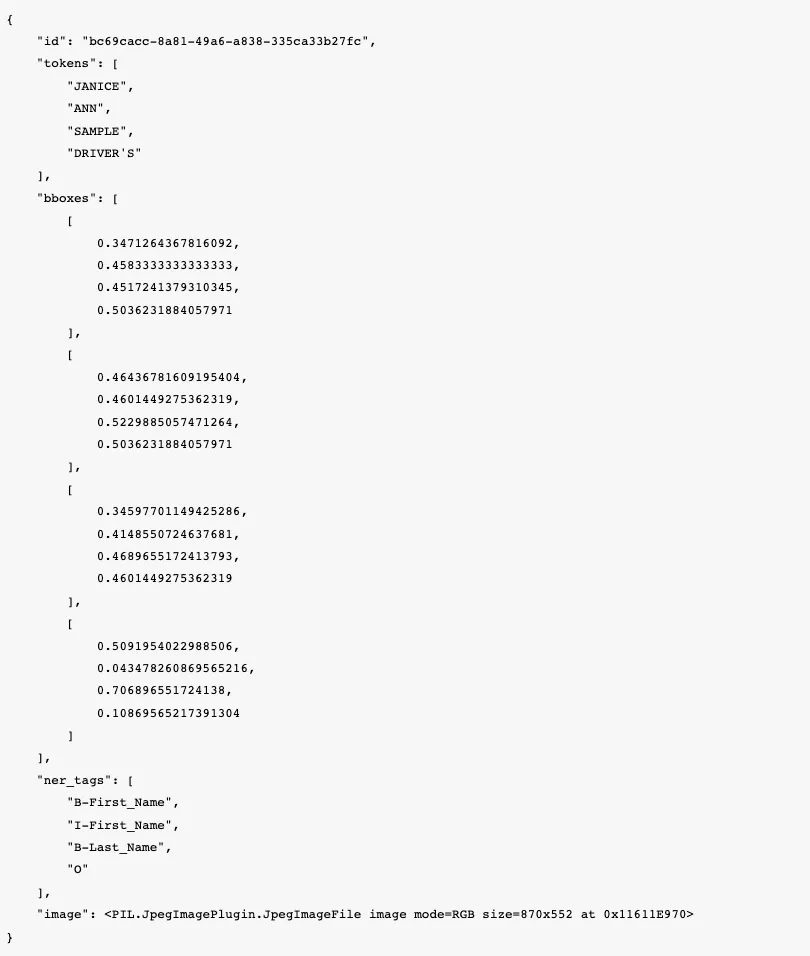 {
    "id": "bc69cacc-8a81-49a6-a838-335ca33b27fc",
    "tokens": [
        "JANICE",
        "ANN",
        "SAMPLE",
        "DRIVER'S"
    ],
    "bboxes": [
        [
            0.3471264367816092,
            0.4583333333333333,
            0.4517241379310345,
            0.5036231884057971
        ],
        [
            0.46436781609195404,
            0.4601449275362319,
            0.5229885057471264,
            0.5036231884057971
        ],
        [
            0.34597701149425286,
            0.4148550724637681,
            0.4689655172413793,
            0.4601449275362319
        ],
        [
            0.5091954022988506,
            0.043478260869565216,
            0.706896551724138,
            0.10869565217391304
        ]
    ],
    "ner_tags": [
        "B-First_Name",
        "I-First_Name",
        "B-Last_Name",
        "O"
    ],
    "image": <PIL.JpegImagePlugin.JpegImageFile image mode=RGB size=870x552 at 0x11611E970>
}